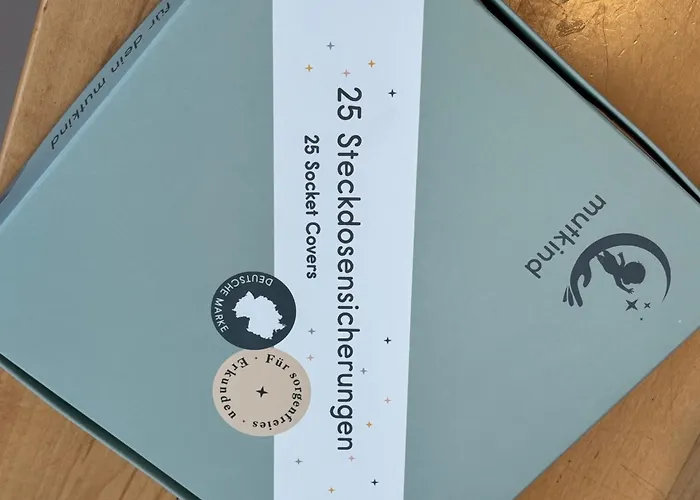 für dein mutkind
mutkind
25 Steckdosensicherungen
25 Socket Covers
DEUTSCHE MARKE
Für sorgenfreies · Erkunden ·